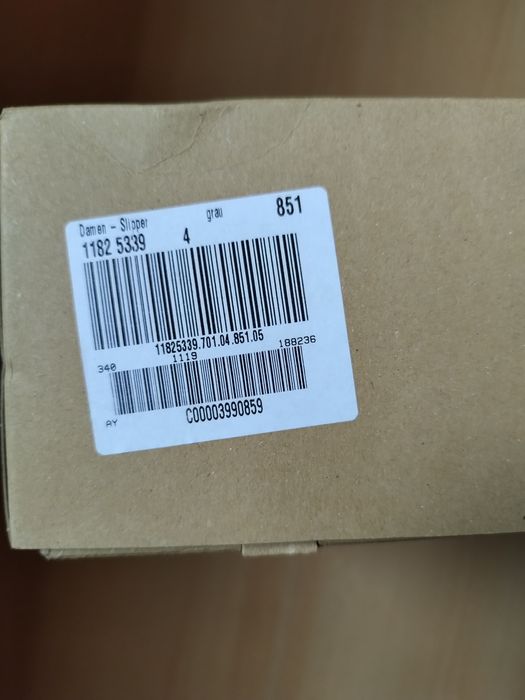 Damen - Slipper grau 851
1182 5339 4
11825339.701.04.851.05
340 1119 188236
AY C00003990859